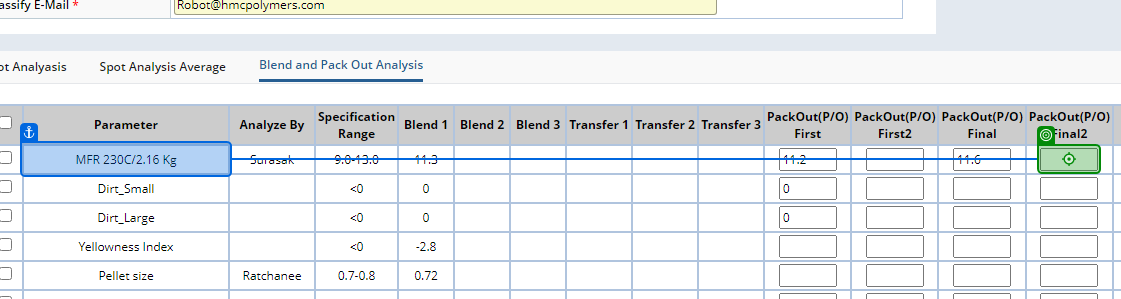 assify E-Mail * Robot@hmcpolymers.com
ot Analyasis Spot Analysis Average Blend and Pack Out Analysis
Parameter Analyze By Specification Range Blend 1 Blend 2 Blend 3 Transfer 1 Transfer 2 Transfer 3 PackOut(P/O) First PackOut(P/O) First2 PackOut(P/O) Final PackOut(P/O) Final2
MFR 230C/2.16 Kg Surasak 9.0-13.0 11.3 11.2 11.6
Dirt_Small <0 0 0
Dirt_Large <0 0 0
Yellowness Index <0 -2.8
Pellet size Ratchanee 0.7-0.8 0.72